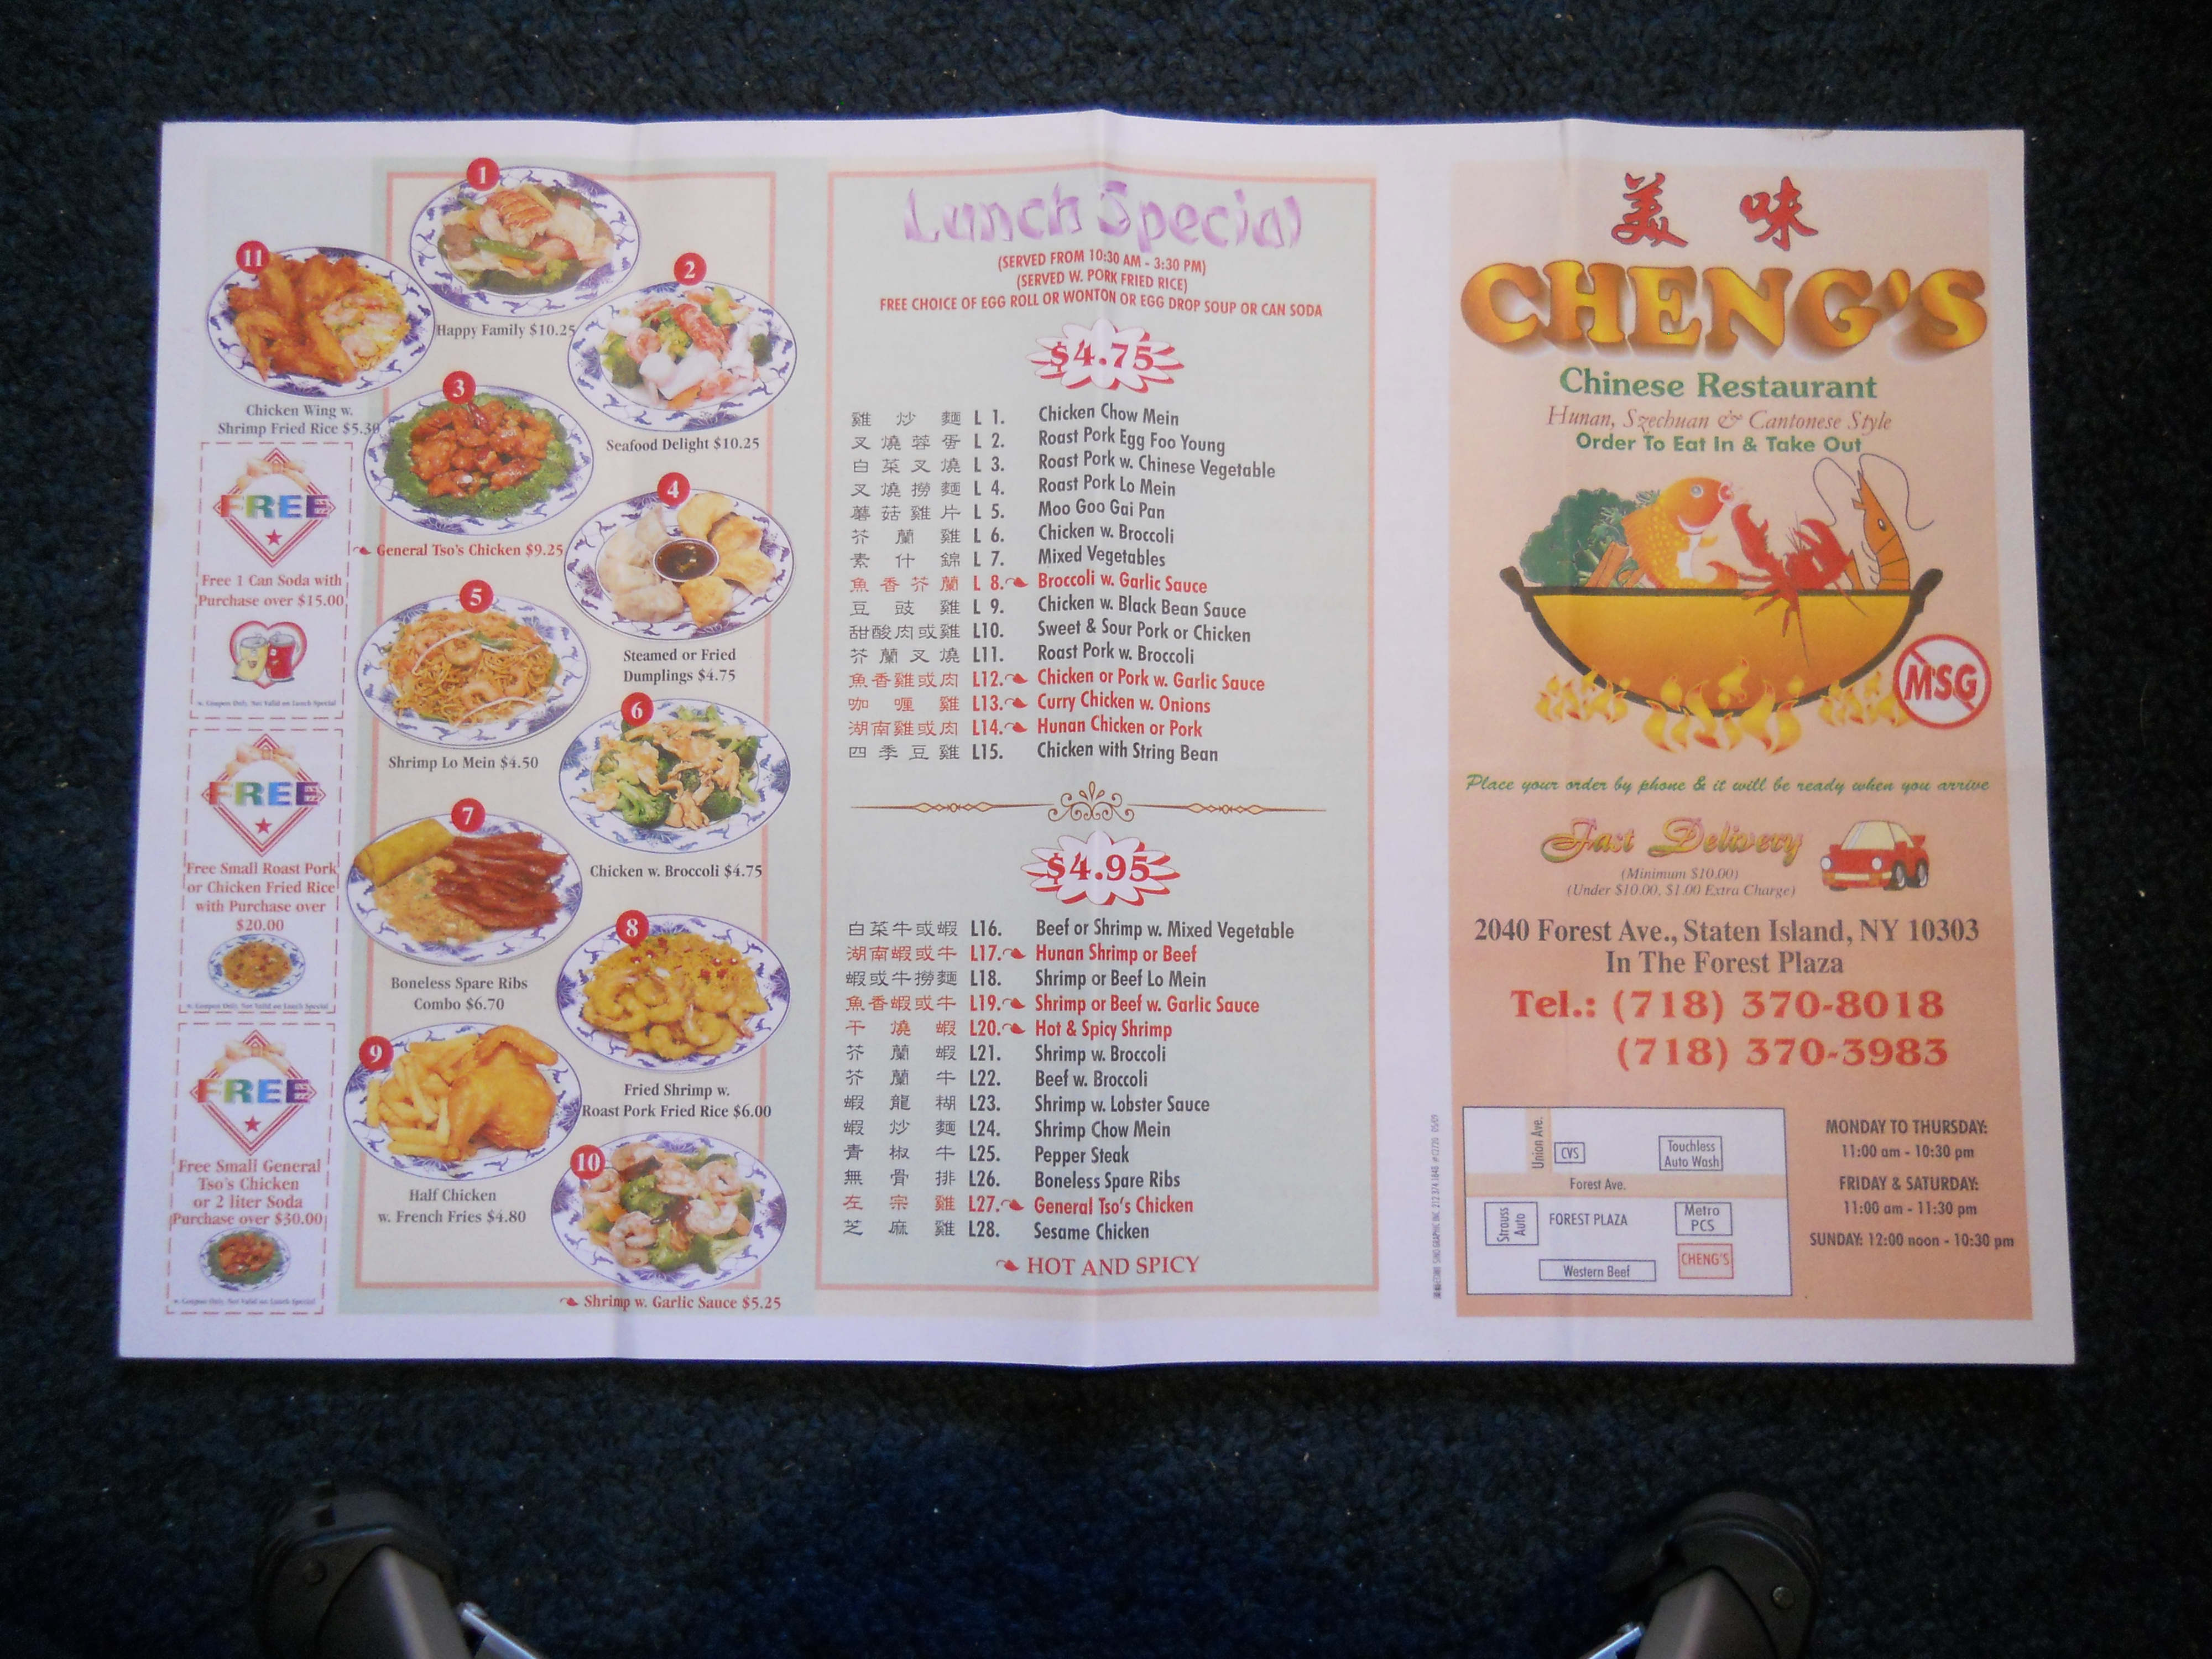 11
Chicken Wing w.
Shrimp Fried Rice $5.30
FREE
Free 1 Can Soda with
Purchase over $15.00
w. Coupon Only. Not Valid on Lunch Special
FREE
Free Small Roast Pork
or Chicken Fried Rice
with Purchase over
$20.00
w. Coupon Only. Not Valid on Lunch Special
FREE
Free Small General
Tso's Chicken
or 2 liter Soda
Purchase over $30.00
w. Coupon Only. Not Valid on Lunch Special
1
Happy Family $10.25
2
Seafood Delight $10.25
3
General Tso's Chicken $9.25
4
Steamed or Fried
Dumplings $4.75
5
Shrimp Lo Mein $4.50
6
Chicken w. Broccoli $4.75
7
Boneless Spare Ribs
Combo $6.70
8
Fried Shrimp w.
Roast Pork Fried Rice $6.00
9
Half Chicken
w. French Fries $4.80
10
Shrimp w. Garlic Sauce $5.25
Lunch Special
(SERVED FROM 10:30 AM - 3:30 PM)
(SERVED W. PORK FRIED RICE)
FREE CHOICE OF EGG ROLL OR WONTON OR EGG DROP SOUP OR CAN SODA
$4.75
雞炒麵 L 1. Chicken Chow Mein
叉燒蓉蛋 L 2. Roast Pork Egg Foo Young
白菜叉燒 L 3. Roast Pork w. Chinese Vegetable
叉燒撈麵 L 4. Roast Pork Lo Mein
蘑菇雞片 L 5. Moo Goo Gai Pan
芥蘭雞 L 6. Chicken w. Broccoli
素什錦 L 7. Mixed Vegetables
魚香芥蘭 L 8. Broccoli w. Garlic Sauce
豆豉雞 L 9. Chicken w. Black Bean Sauce
甜酸肉或雞 L10. Sweet & Sour Pork or Chicken
芥蘭叉燒 L11. Roast Pork w. Broccoli
魚香雞或肉 L12. Chicken or Pork w. Garlic Sauce
咖喱雞 L13. Curry Chicken w. Onions
湖南雞或肉 L14. Hunan Chicken or Pork
四季豆雞 L15. Chicken with String Bean
$4.95
白菜牛或蝦 L16. Beef or Shrimp w. Mixed Vegetable
湖南蝦或牛 L17. Hunan Shrimp or Beef
蝦或牛撈麵 L18. Shrimp or Beef Lo Mein
魚香蝦或牛 L19. Shrimp or Beef w. Garlic Sauce
干燒蝦 L20. Hot & Spicy Shrimp
芥蘭蝦 L21. Shrimp w. Broccoli
芥蘭牛 L22. Beef w. Broccoli
蝦龍糊 L23. Shrimp w. Lobster Sauce
蝦炒麵 L24. Shrimp Chow Mein
青椒牛 L25. Pepper Steak
無骨排 L26. Boneless Spare Ribs
左宗雞 L27. General Tso's Chicken
芝麻雞 L28. Sesame Chicken
HOT AND SPICY
美味
CHENG'S
Chinese Restaurant
Hunan, Szechuan & Cantonese Style
Order To Eat In & Take Out
MSG
Place your order by phone & it will be ready when you arrive
Fast Delivery
(Minimum $10.00)
(Under $10.00, $1.00 Extra Charge)
2040 Forest Ave., Staten Island, NY 10303
In The Forest Plaza
Tel.: (718) 370-8018
(718) 370-3983
Union Ave.
CVS
Touchless
Auto Wash
Forest Ave.
Strauss
Auto
FOREST PLAZA
Metro
PCS
CHENG'S
Western Beef
MONDAY TO THURSDAY:
11:00 am - 10:30 pm
FRIDAY & SATURDAY:
11:00 am - 11:30 pm
SUNDAY: 12:00 noon - 10:30 pm